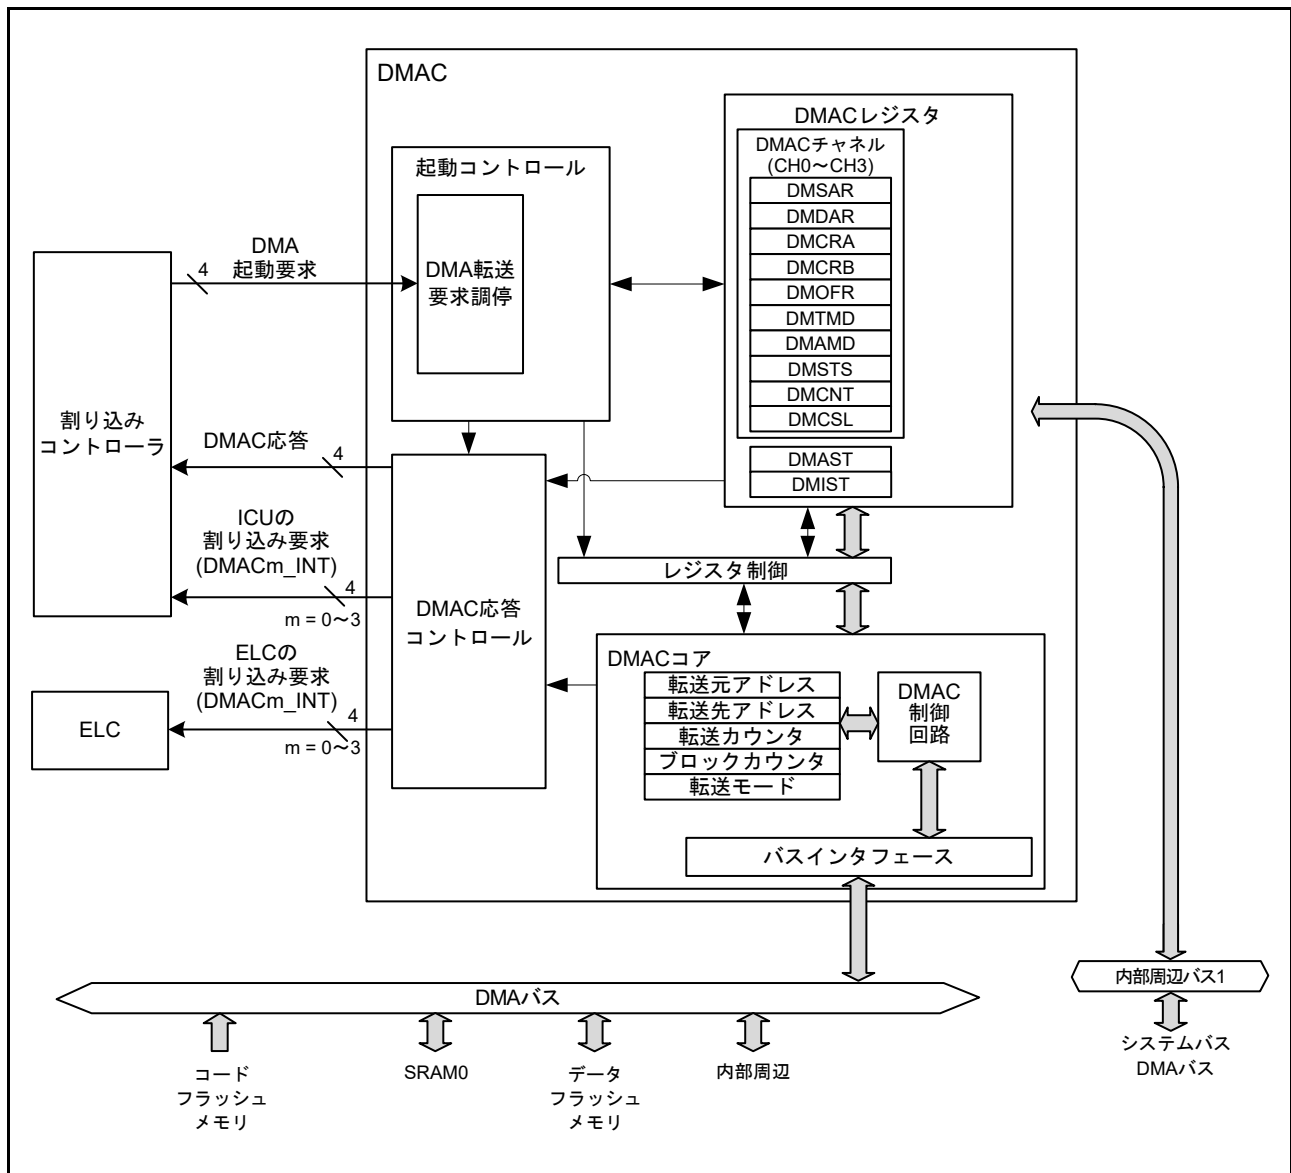 DMAC
DMACレジスタ
DMACチャネル
(CH0～CH3)
DMSAR
DMDAR
DMCRA
DMCRB
DMOFR
DMTMD
DMAMD
DMSTS
DMCNT
DMCSL
DMAST
DMIST
起動コントロール
DMA転送
要求調停
DMA
起動要求
4
割り込み
コントローラ
DMAC応答
4
ICUの
割り込み要求
(DMACm_INT)
4
m = 0～3
DMAC応答
コントロール
レジスタ制御
ELCの
割り込み要求
(DMACm_INT)
4
m = 0～3
ELC
DMACコア
転送元アドレス
転送先アドレス
転送カウンタ
ブロックカウンタ
転送モード
DMAC
制御
回路
バスインタフェース
DMAバス
内部周辺バス1
コード
フラッシュ
メモリ
SRAM0
データ
フラッシュ
メモリ
内部周辺
システムバス
DMAバス